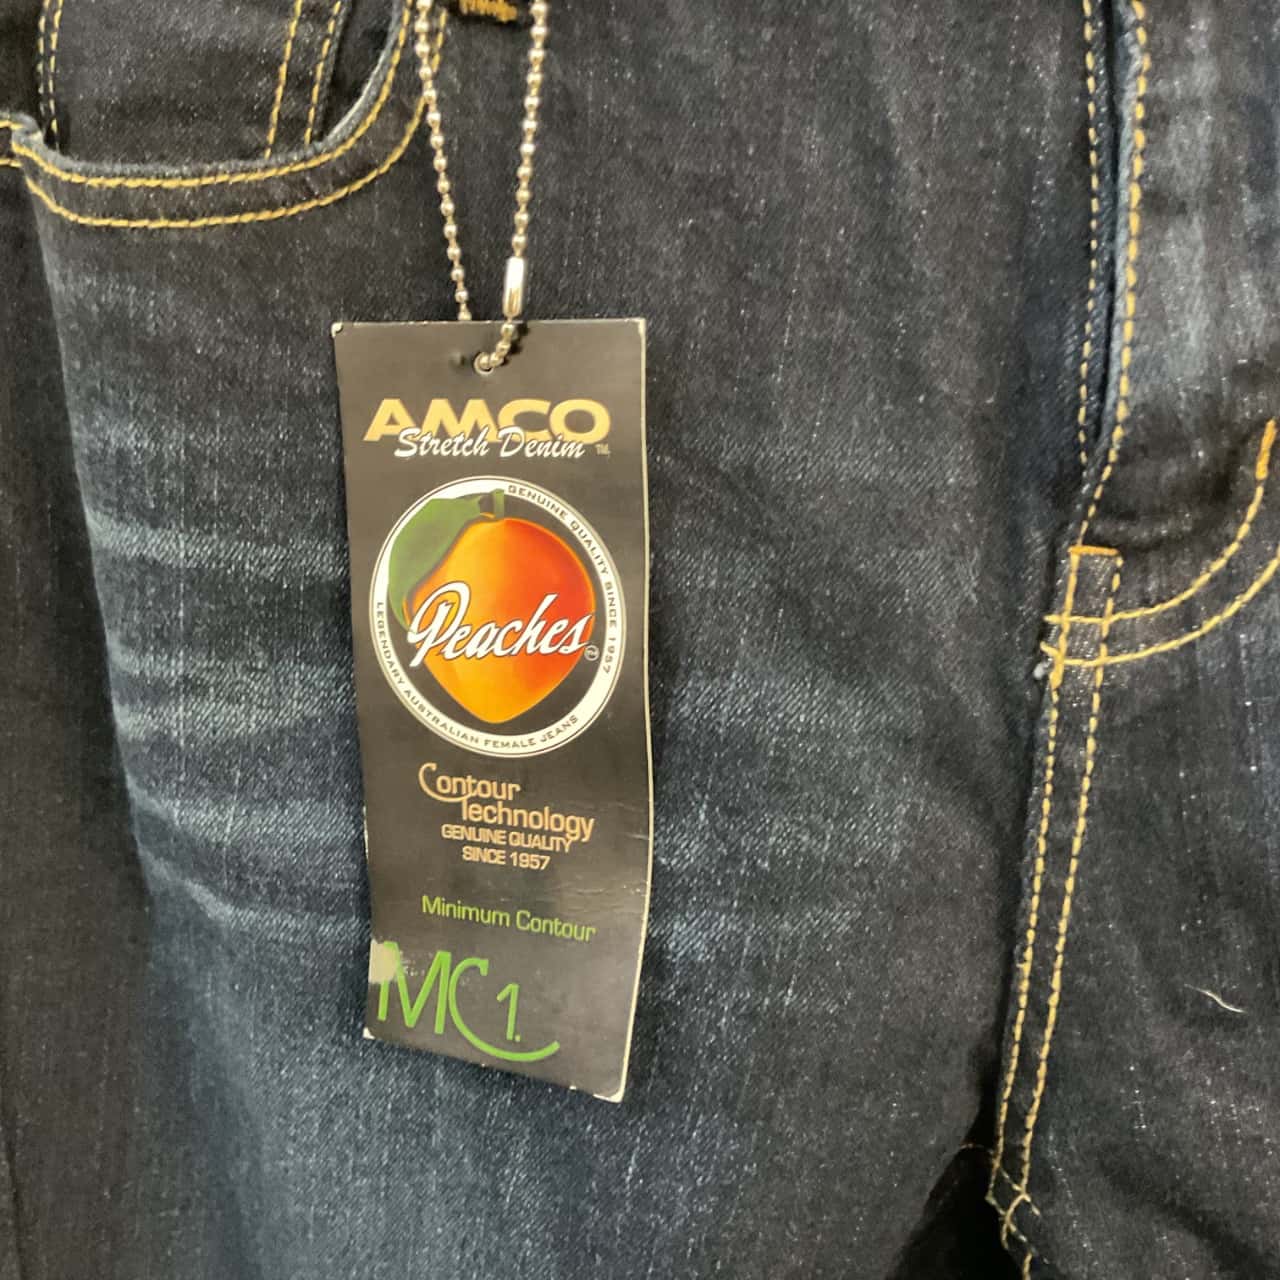 AMCO
Stretch Denim TM
GENUINE QUALITY SINCE 1957
Peaches TM
LEGENDARY AUSTRALIAN FEMALE JEANS
Contour
Technology
GENUINE QUALITY
SINCE 1957
Minimum Contour
MC1.